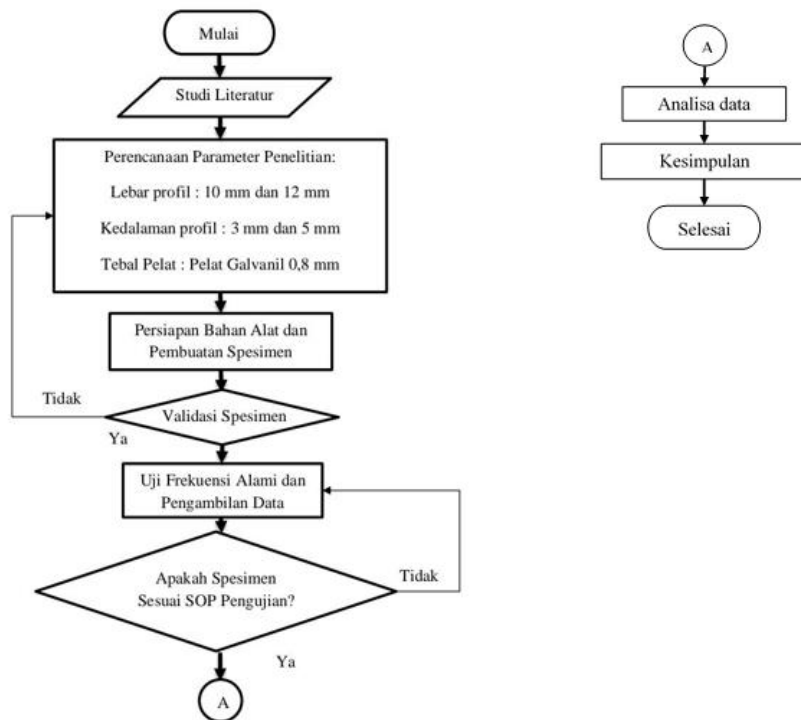 Mulai
Studi Literatur
Perencanaan Parameter Penelitian:
Lebar profil : 10 mm dan 12 mm
Kedalaman profil : 3 mm dan 5 mm
Tebal Pelat : Pelat Galvanil 0,8 mm
Persiapan Bahan Alat dan
Pembuatan Spesimen
Tidak
Validasi Spesimen
Ya
Uji Frekuensi Alami dan
Pengambilan Data
Apakah Spesimen
Sesuai SOP Pengujian?
Tidak
Ya
A
A
Analisa data
Kesimpulan
Selesai